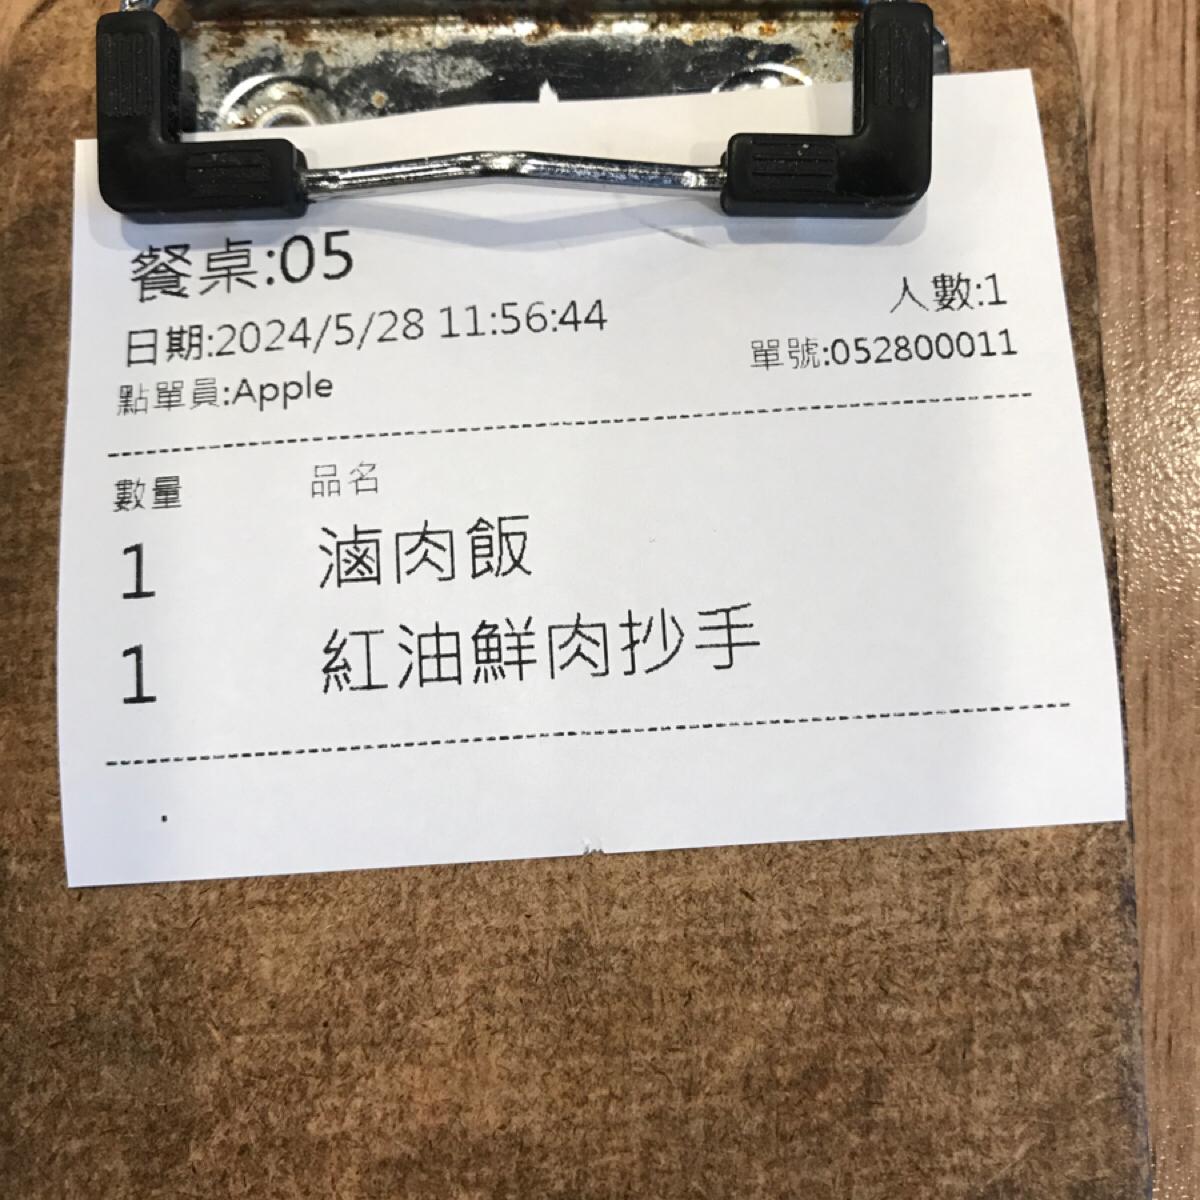 餐桌:05
人數:1
日期:2024/5/28 11:56:44
單號:052800011
點單員:Apple
數量 品名
1 滷肉飯
1 紅油鮮肉抄手